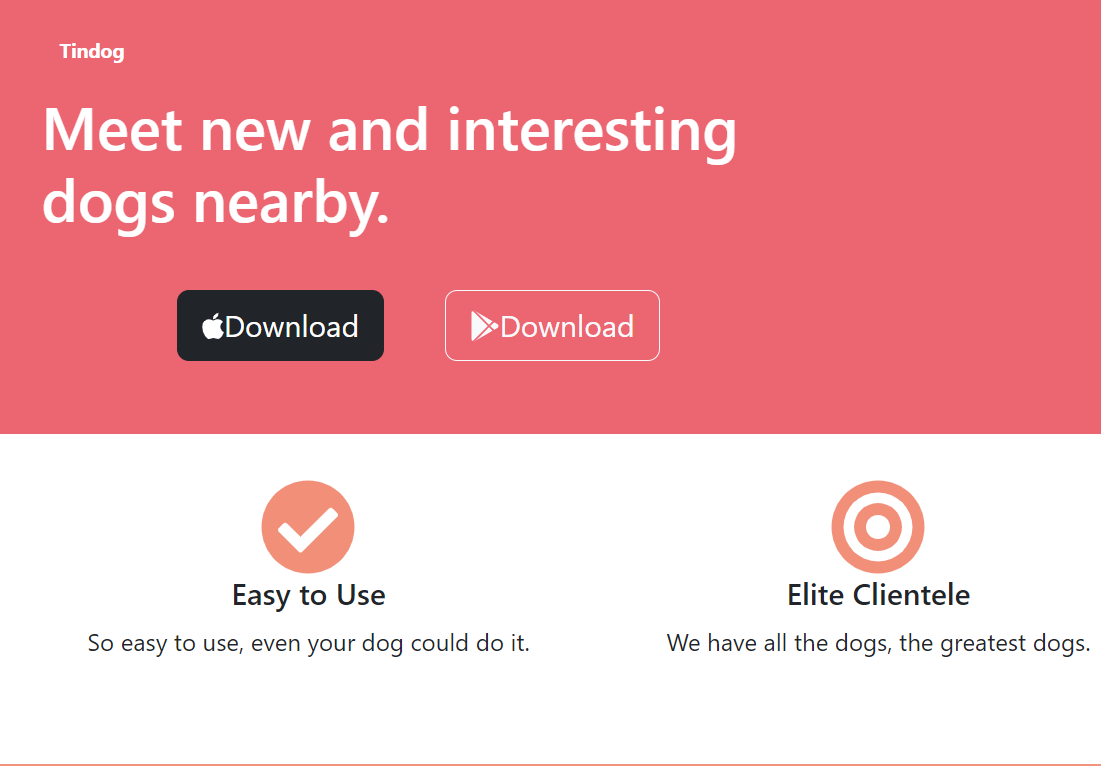 Tindog
Meet new and interesting
dogs nearby.
Download
Download
Easy to Use
So easy to use, even your dog could do it.
Elite Clientele
We have all the dogs, the greatest dogs.